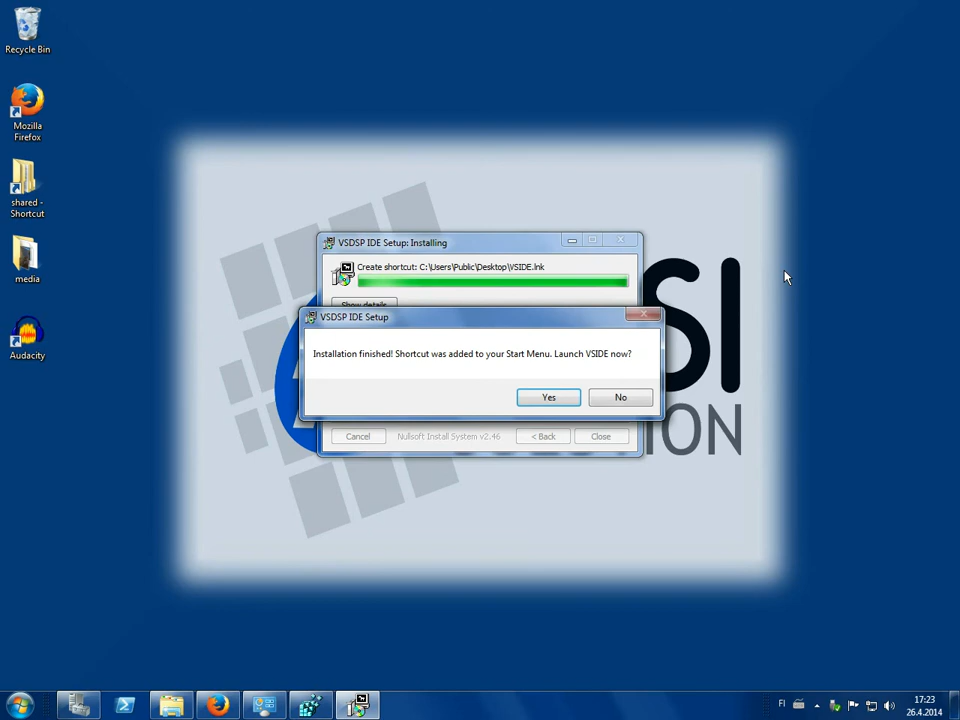 Recycle Bin
Mozilla
Firefox
shared -
Shortcut
media
Audacity
VSDSP IDE Setup: Installing
Create shortcut: C:\Users\Public\Desktop\VSIDE.lnk
Show details
VSDSP IDE Setup
Installation finished! Shortcut was added to your Start Menu. Launch VSIDE now?
Yes
No
Cancel
Nullsoft Install System v2.46
< Back
Close
FI
17:23
26.4.2014